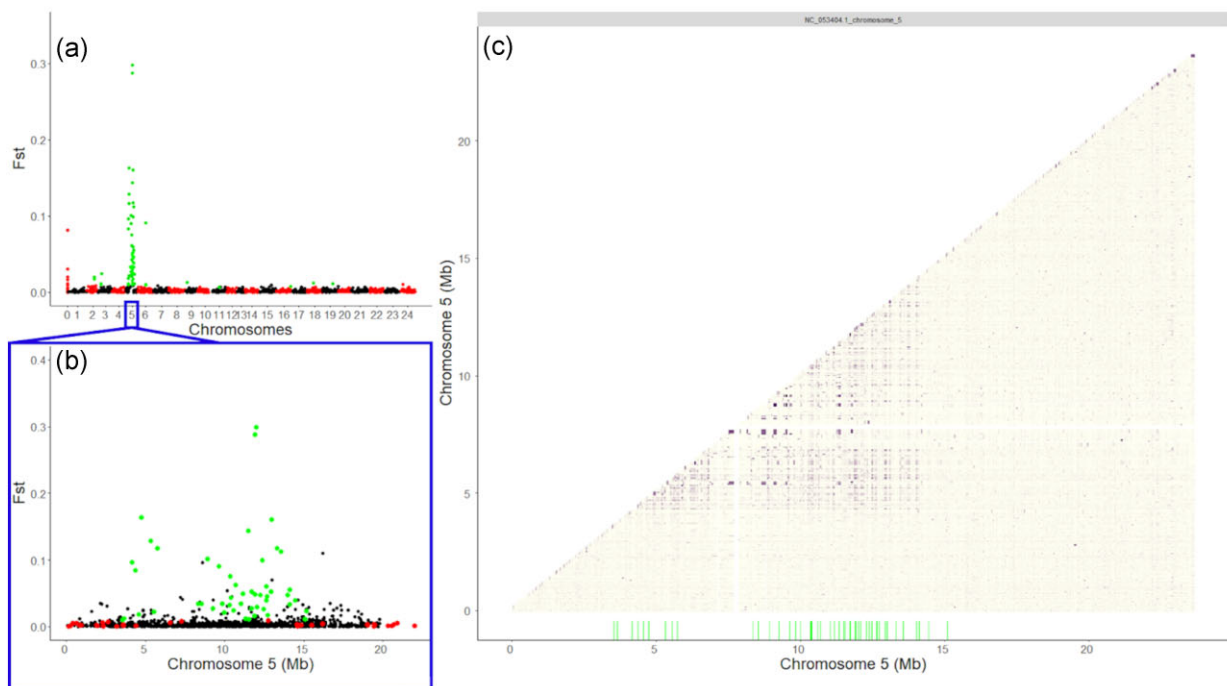 (a)
0.3
0.2
0.1
0.0
Fst
0 1 2 3 4 5 6 7 8 9 10 11 12 13 14 15 16 17 18 19 20 21 22 23 24
Chromosomes
(b)
0.4
0.3
0.2
0.1
0.0
Fst
0 5 10 15 20
Chromosome 5 (Mb)
NC_053404.1_chromosome_5
(c)
20
15
10
5
0
Chromosome 5 (Mb)
0 5 10 15 20
Chromosome 5 (Mb)